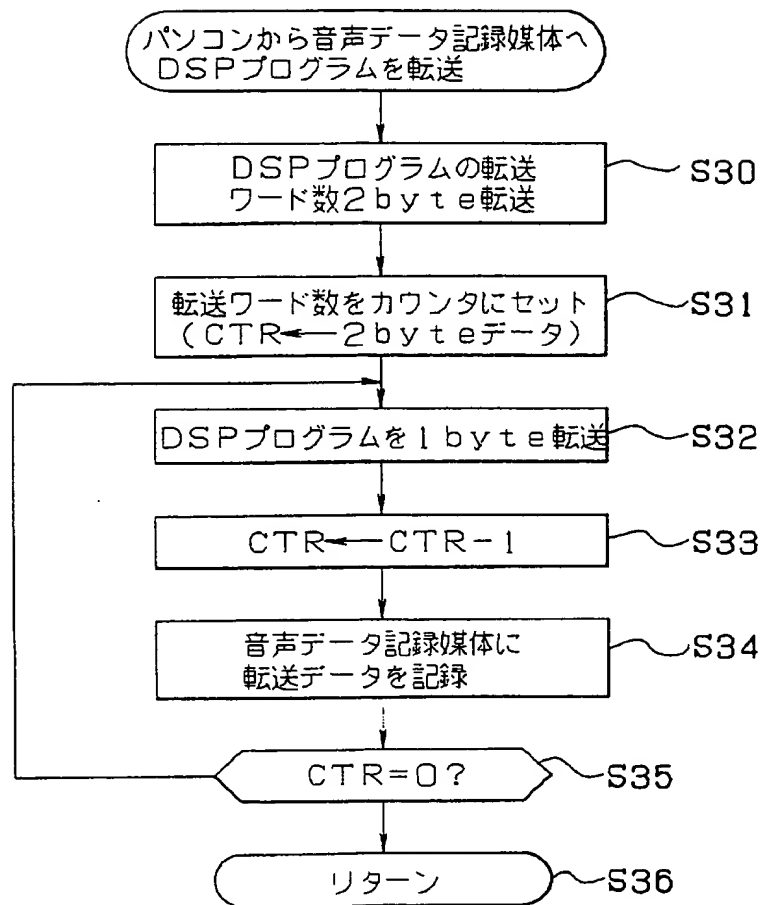 パソコンから音声データ記録媒体へ
DSPプログラムを転送
DSPプログラムの転送
ワード数2byte転送
S30
転送ワード数をカウンタにセット
(CTR←2byteデータ)
S31
DSPプログラムを1byte転送
S32
CTR←CTR-1
S33
音声データ記録媒体に
転送データを記録
S34
CTR=0?
S35
リターン
S36